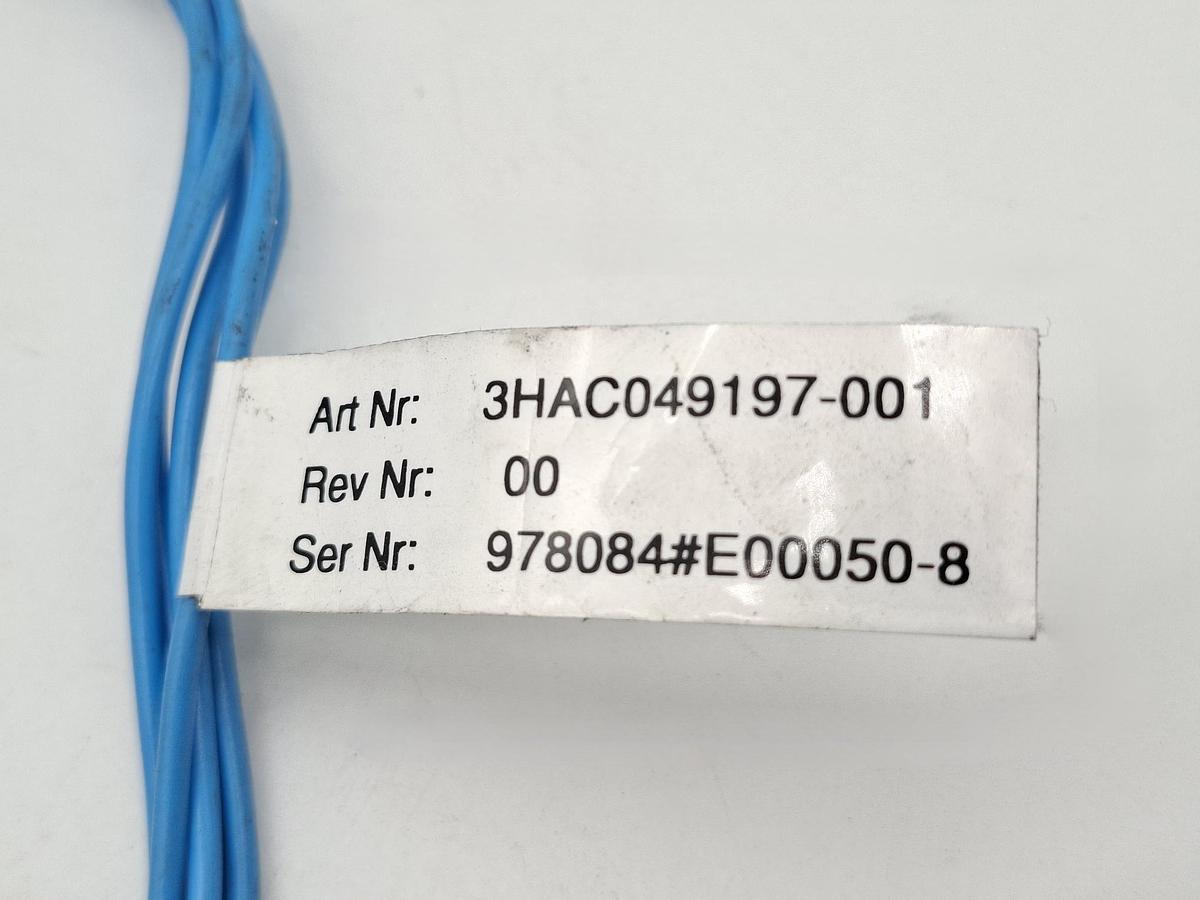 Art Nr: 3HAC049197-001
Rev Nr: 00
Ser Nr: 978084#E00050-8